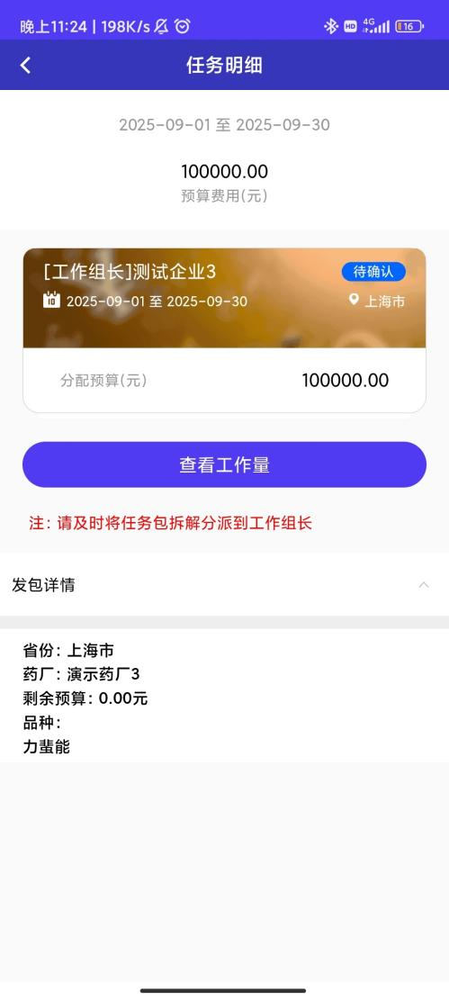 晚上11:24 | 198K/s
HD 4G 16
任务明细
2025-09-01 至 2025-09-30
100000.00
预算费用(元)
[工作组长]测试企业3 待确认
10 2025-09-01 至 2025-09-30 上海市
分配预算(元) 100000.00
查看工作量
注: 请及时将任务包拆解分派到工作组长
发包详情
省份: 上海市
药厂: 演示药厂3
剩余预算: 0.00元
品种:
力蜚能